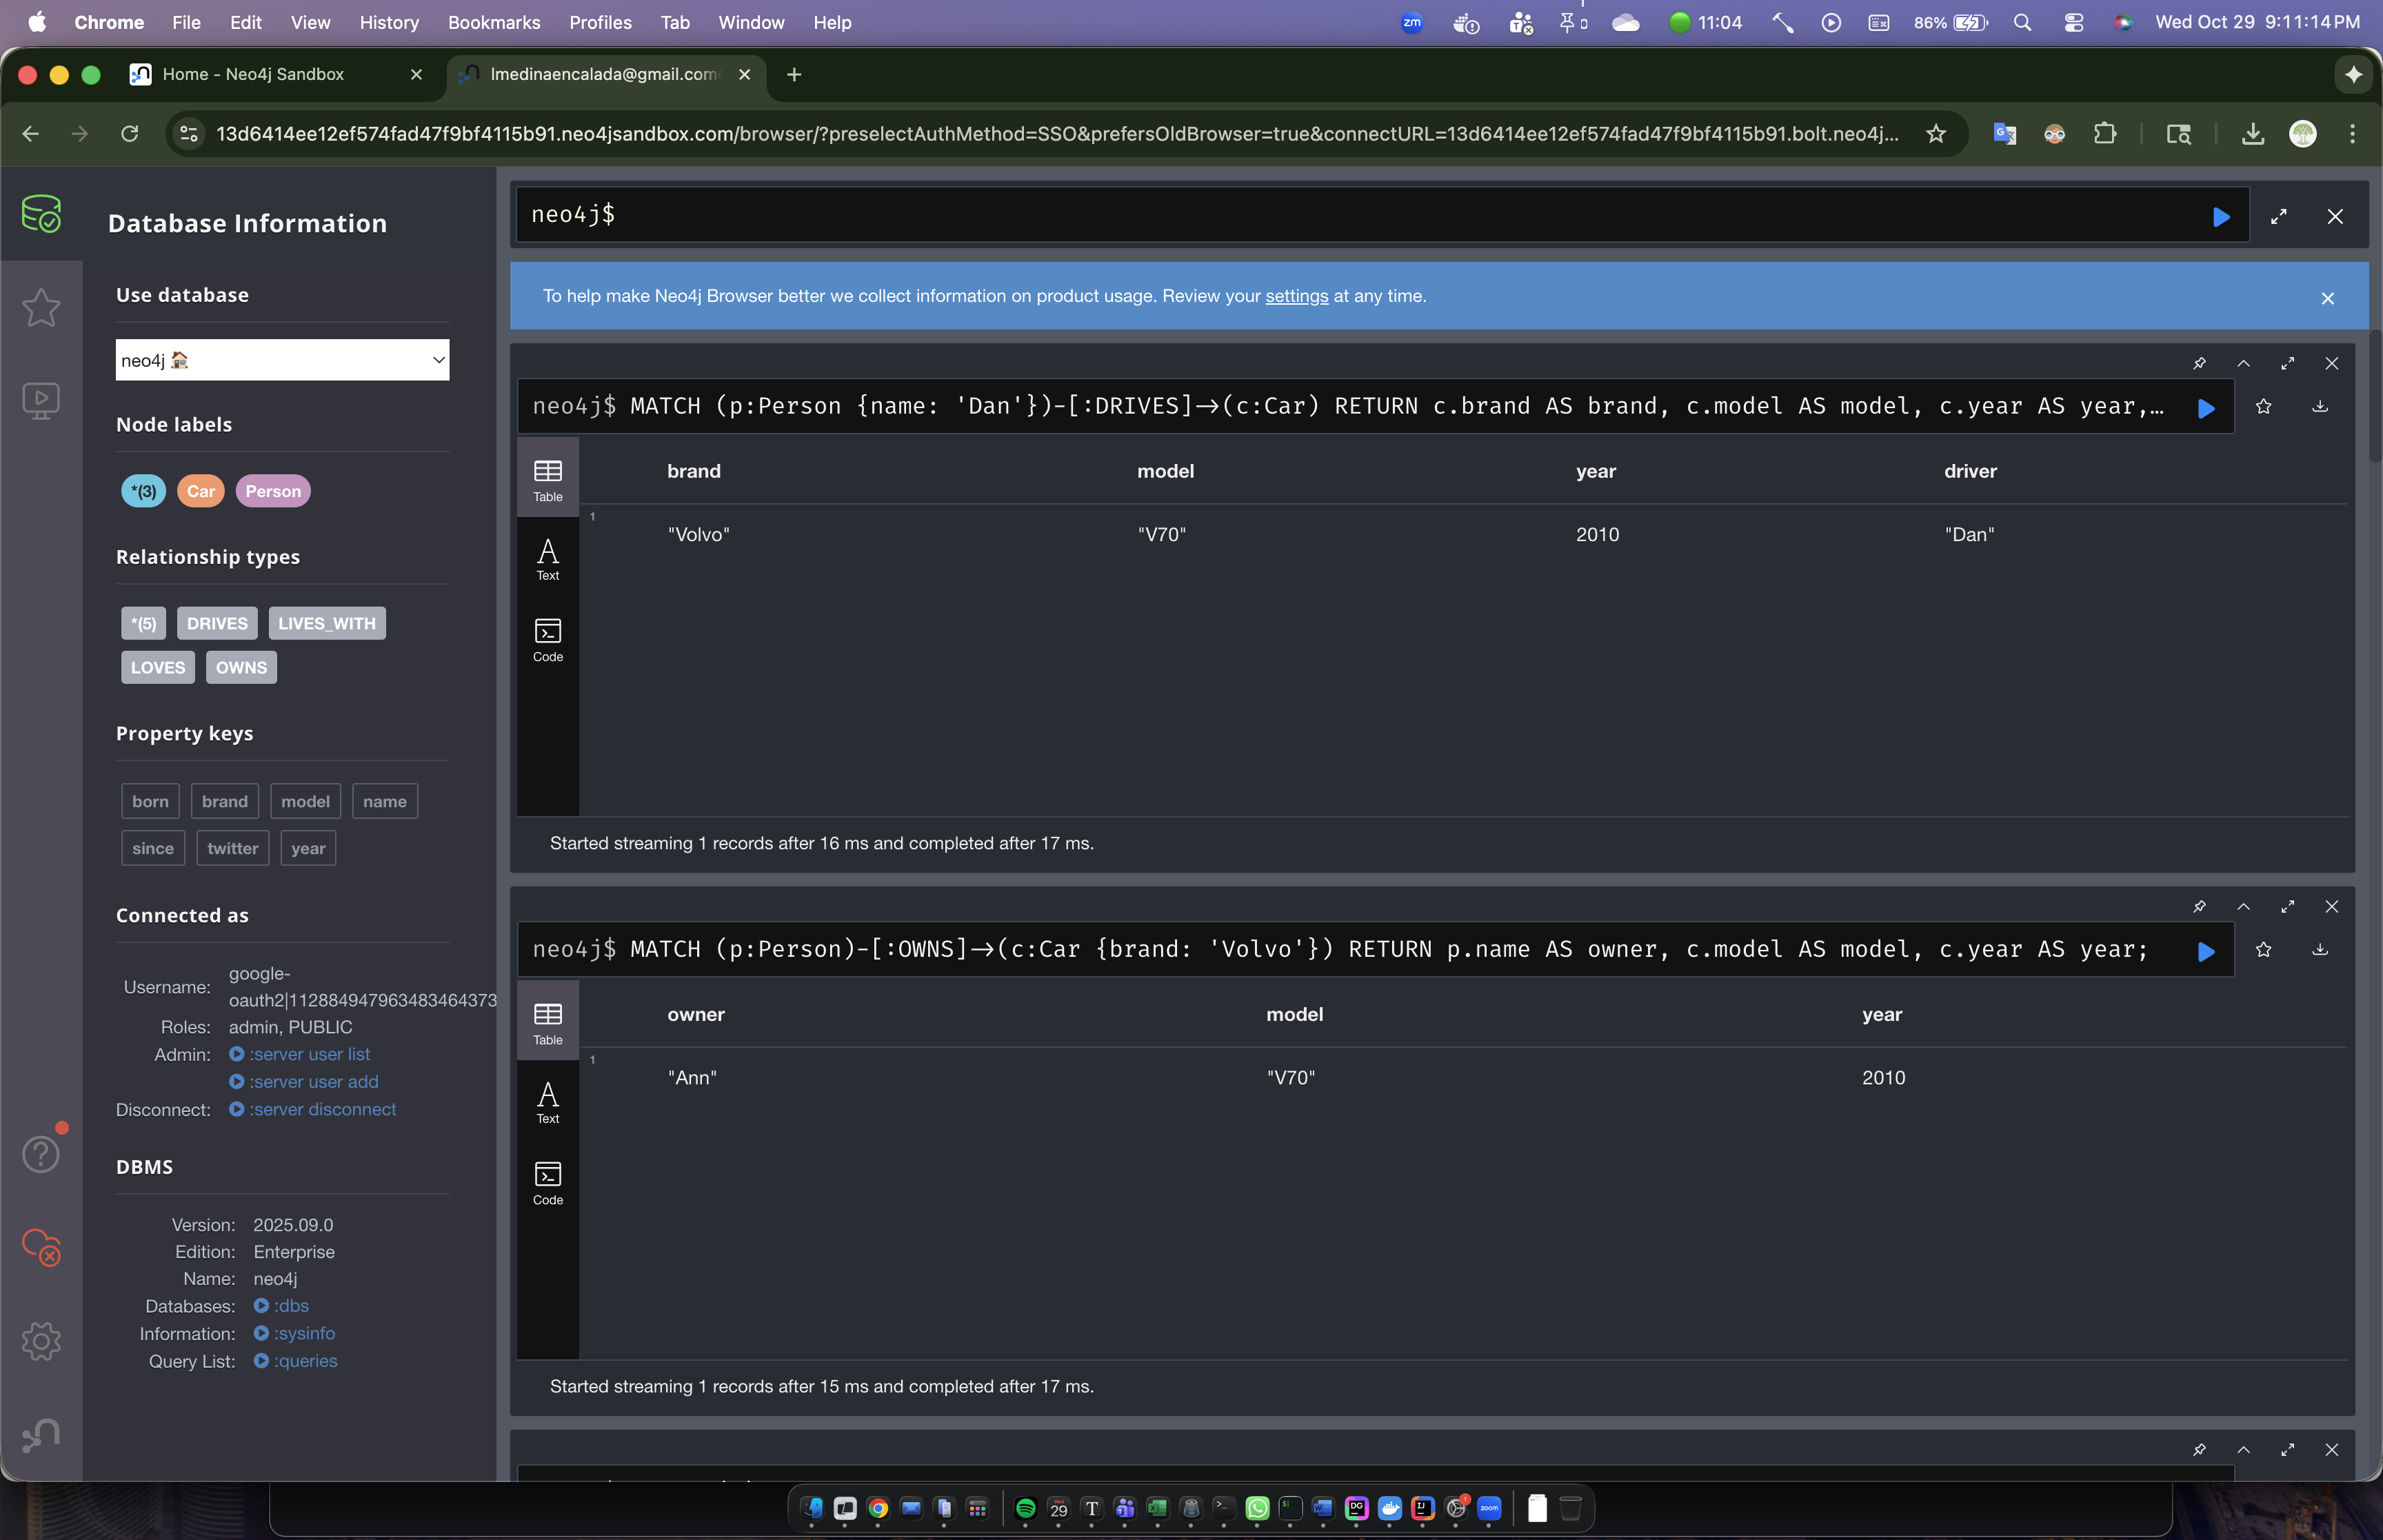 Chrome File Edit View History Bookmarks Profiles Tab Window Help zm 11:04 86% Wed Oct 29 9:11:14 PM
Home - Neo4j Sandbox lmedinaencalada@gmail.com
13d6414ee12ef574fad47f9bf4115b91.neo4jsandbox.com/browser/?preselectAuthMethod=SSO&prefersOldBrowser=true&connectURL=13d6414ee12ef574fad47f9bf4115b91.bolt.neo4j...
Database Information
Use database
neo4j
Node labels
*(3) Car Person
Relationship types
*(5) DRIVES LIVES_WITH
LOVES OWNS
Property keys
born brand model name
since twitter year
Connected as
Username: google-
oauth2|112884947963483464373
Roles: admin, PUBLIC
Admin: :server user list
:server user add
Disconnect: :server disconnect
DBMS
Version: 2025.09.0
Edition: Enterprise
Name: neo4j
Databases: :dbs
Information: :sysinfo
Query List: :queries
neo4j$
To help make Neo4j Browser better we collect information on product usage. Review your settings at any time.
neo4j$ MATCH (p:Person {name: 'Dan'})-[:DRIVES]->(c:Car) RETURN c.brand AS brand, c.model AS model, c.year AS year,...
Table
Text
Code
brand model year driver
1 "Volvo" "V70" 2010 "Dan"
Started streaming 1 records after 16 ms and completed after 17 ms.
neo4j$ MATCH (p:Person)-[:OWNS]->(c:Car {brand: 'Volvo'}) RETURN p.name AS owner, c.model AS model, c.year AS year;
Table
Text
Code
owner model year
1 "Ann" "V70" 2010
Started streaming 1 records after 15 ms and completed after 17 ms.
29 T DG IJ 1 zoom